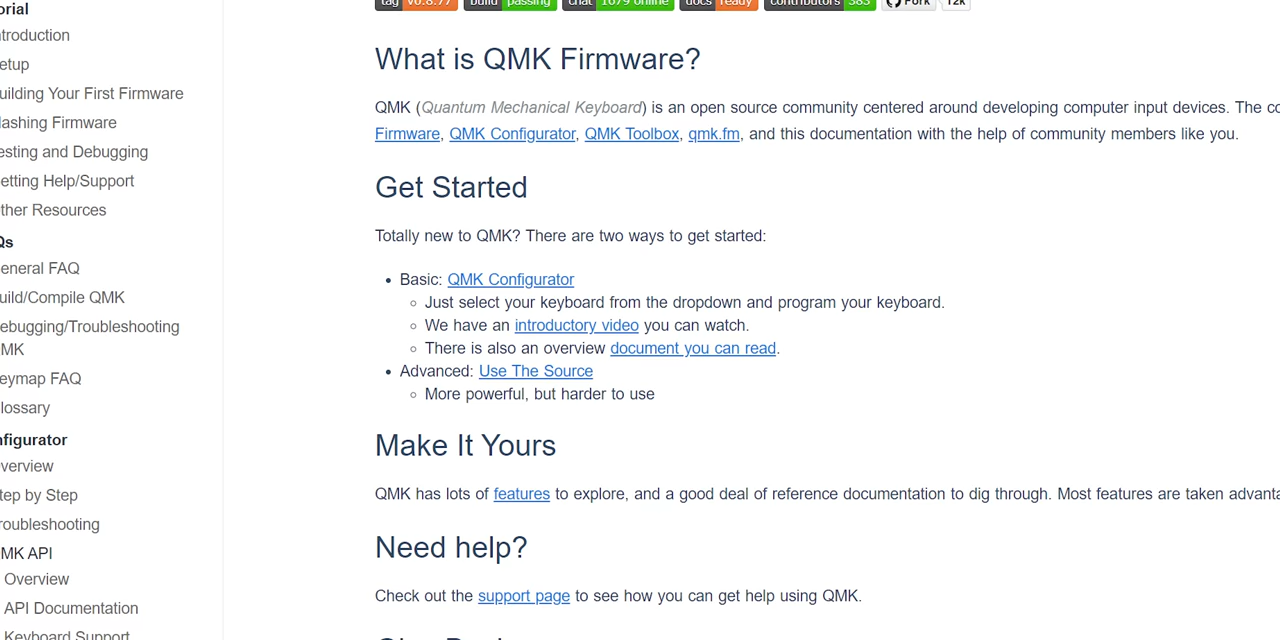 orial
ntroduction
etup
uilding Your First Firmware
lashing Firmware
esting and Debugging
etting Help/Support
ther Resources
Qs
eneral FAQ
uild/Compile QMK
ebugging/Troubleshooting
MK
eymap FAQ
lossary
nfigurator
verview
tep by Step
roubleshooting
MK API
Overview
API Documentation
Keyboard Support
tag v0.8.77 build passing chat 1679 online docs ready contributors 383 Fork 12k
What is QMK Firmware?
QMK (Quantum Mechanical Keyboard) is an open source community centered around developing computer input devices. The co
Firmware, QMK Configurator, QMK Toolbox, qmk.fm, and this documentation with the help of community members like you.
Get Started
Totally new to QMK? There are two ways to get started:
• Basic: QMK Configurator
◦ Just select your keyboard from the dropdown and program your keyboard.
◦ We have an introductory video you can watch.
◦ There is also an overview document you can read.
• Advanced: Use The Source
◦ More powerful, but harder to use
Make It Yours
QMK has lots of features to explore, and a good deal of reference documentation to dig through. Most features are taken advanta
Need help?
Check out the support page to see how you can get help using QMK.